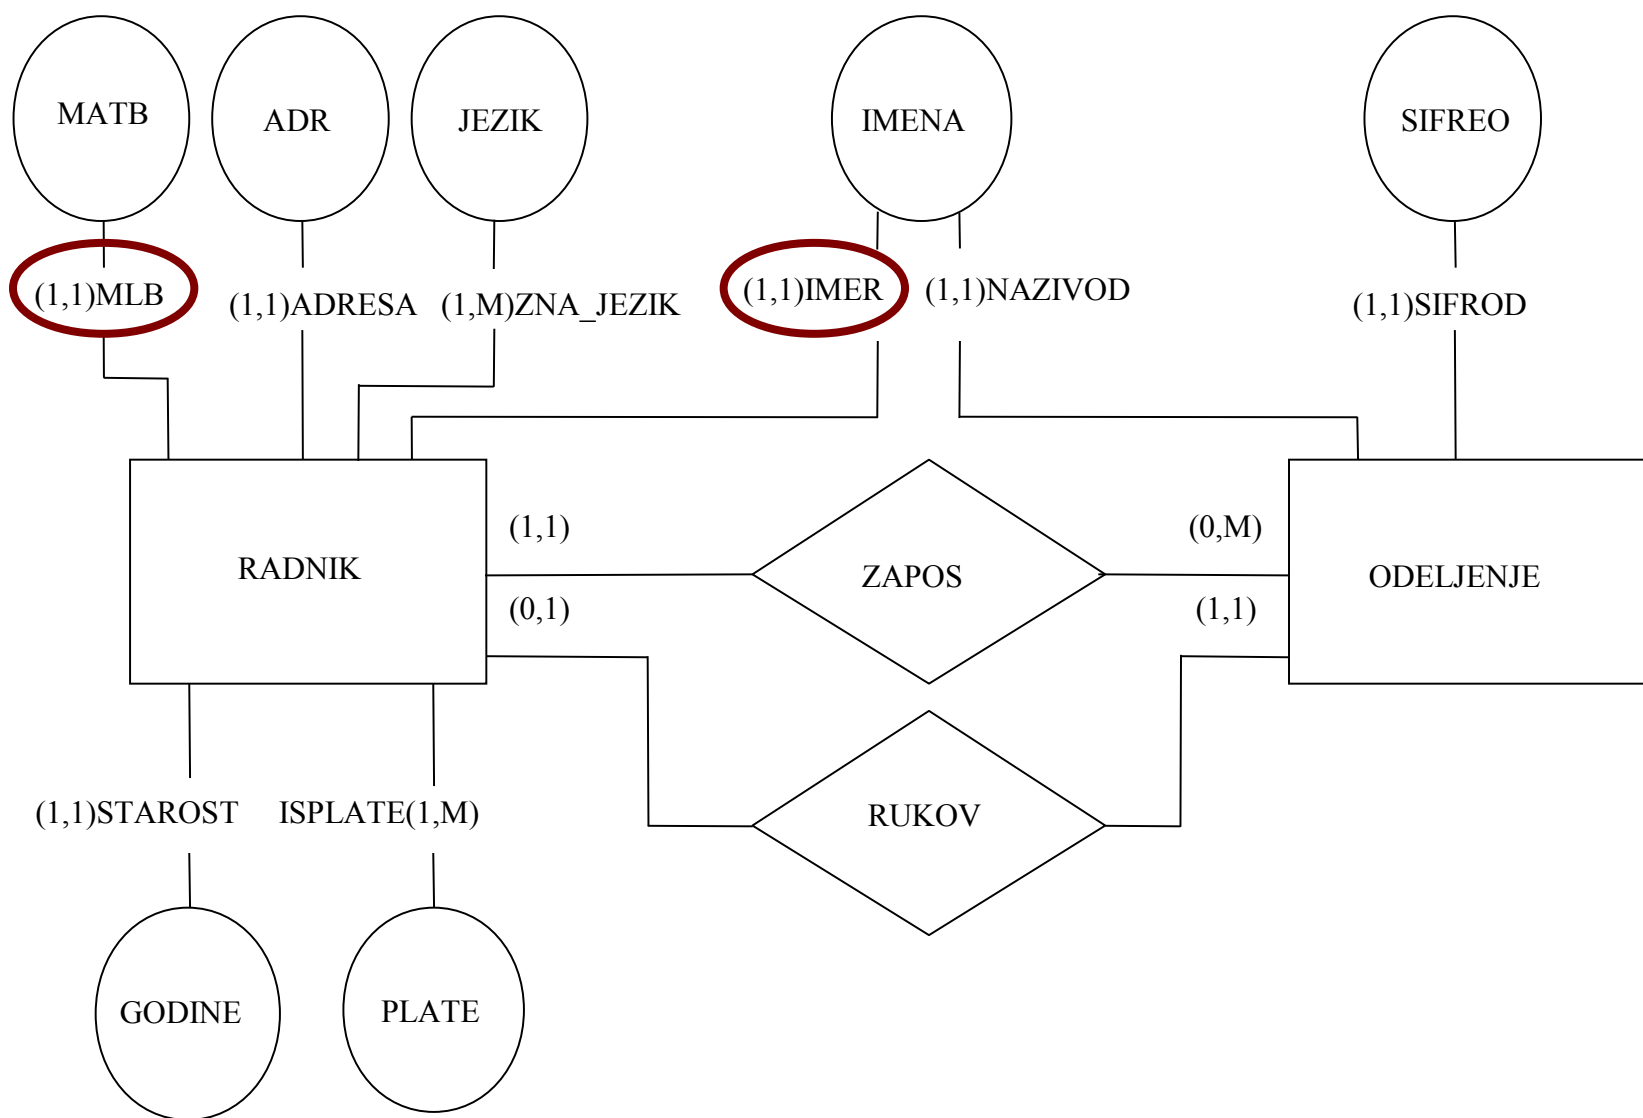 MATB
ADR
JEZIK
IMENA
SIFREO
(1,1)MLB
(1,1)ADRESA
(1,M)ZNA_JEZIK
(1,1)IMER
(1,1)NAZIVOD
(1,1)SIFROD
RADNIK
(1,1)
ZAPOS
(0,M)
ODELJENJE
(0,1)
(1,1)
(1,1)STAROST
ISPLATE(1,M)
RUKOV
GODINE
PLATE